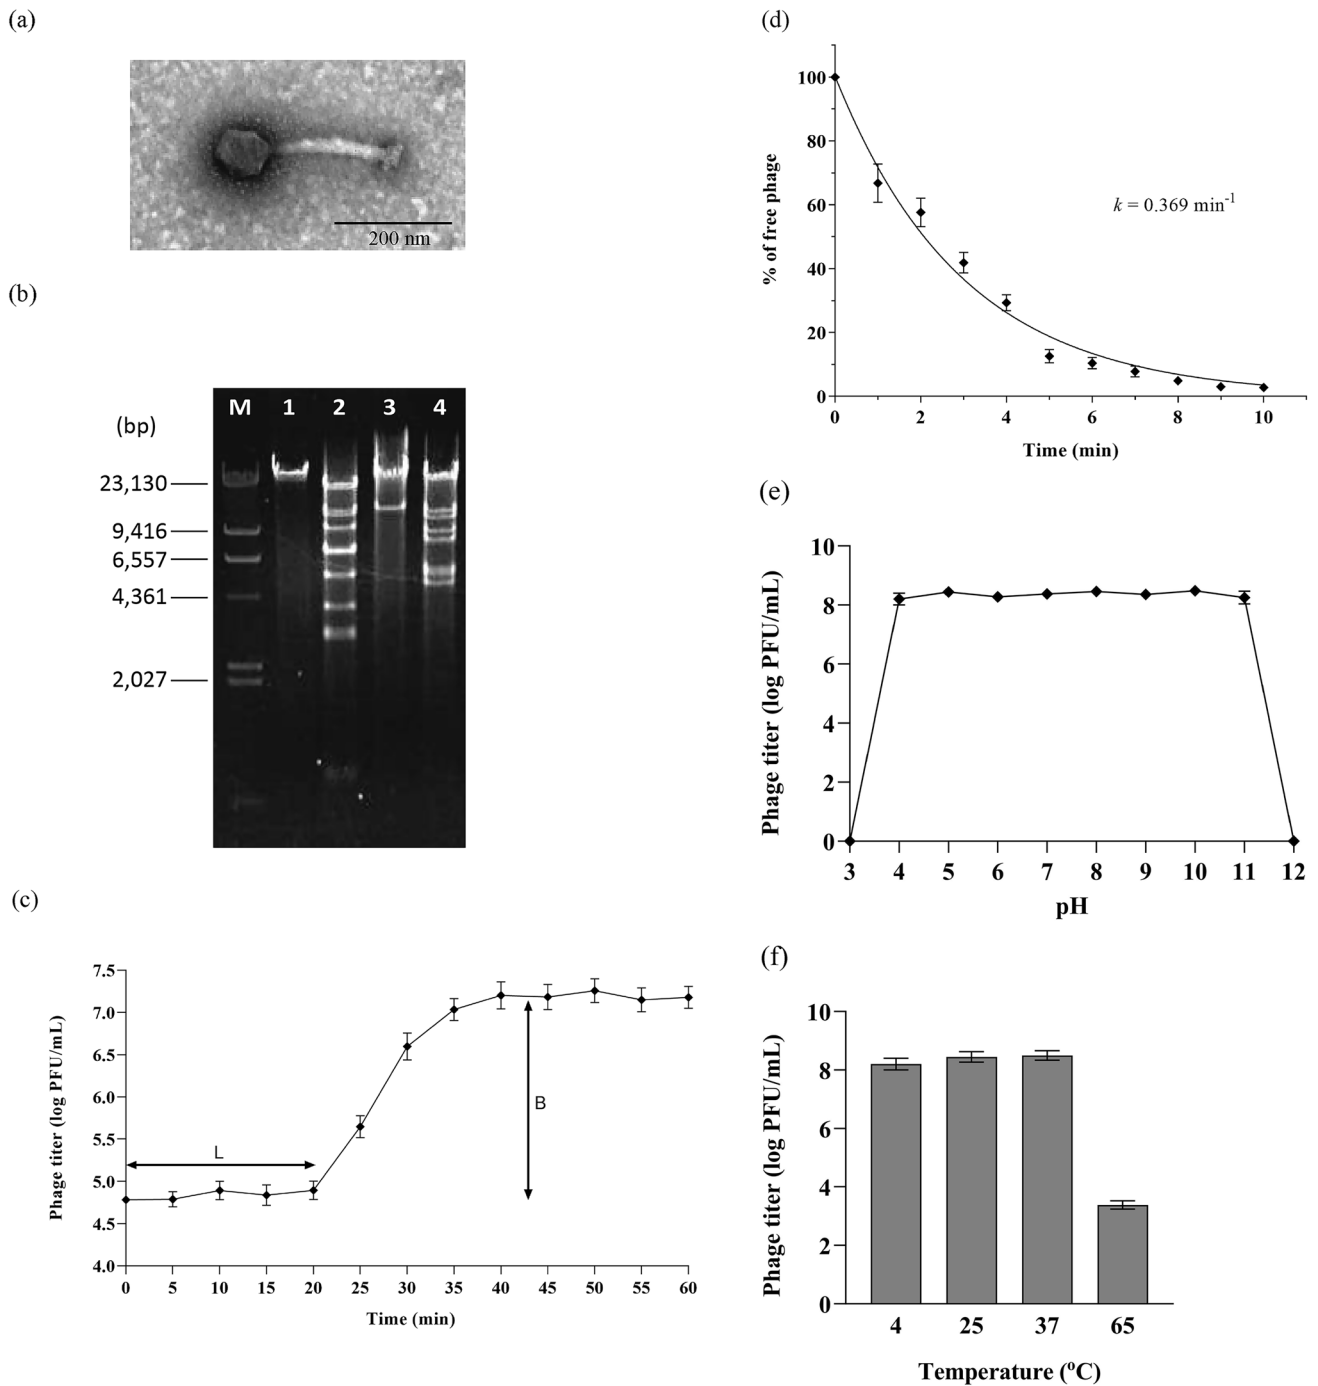 (a)
200 nm
(b)
M 1 2 3 4
(bp)
23,130
9,416
6,557
4,361
2,027
(c)
7.5
7.0
6.5
6.0
5.5
5.0
4.5
4.0
Phage titer (log PFU/mL)
L
B
0 5 10 15 20 25 30 35 40 45 50 55 60
Time (min)
(d)
100
80
60
40
20
0
% of free phage
k = 0.369 min-1
0 2 4 6 8 10
Time (min)
(e)
10
8
6
4
2
0
Phage titer (log PFU/mL)
3 4 5 6 7 8 9 10 11 12
pH
(f)
10
8
6
4
2
0
Phage titer (log PFU/mL)
4 25 37 65
Temperature (ºC)